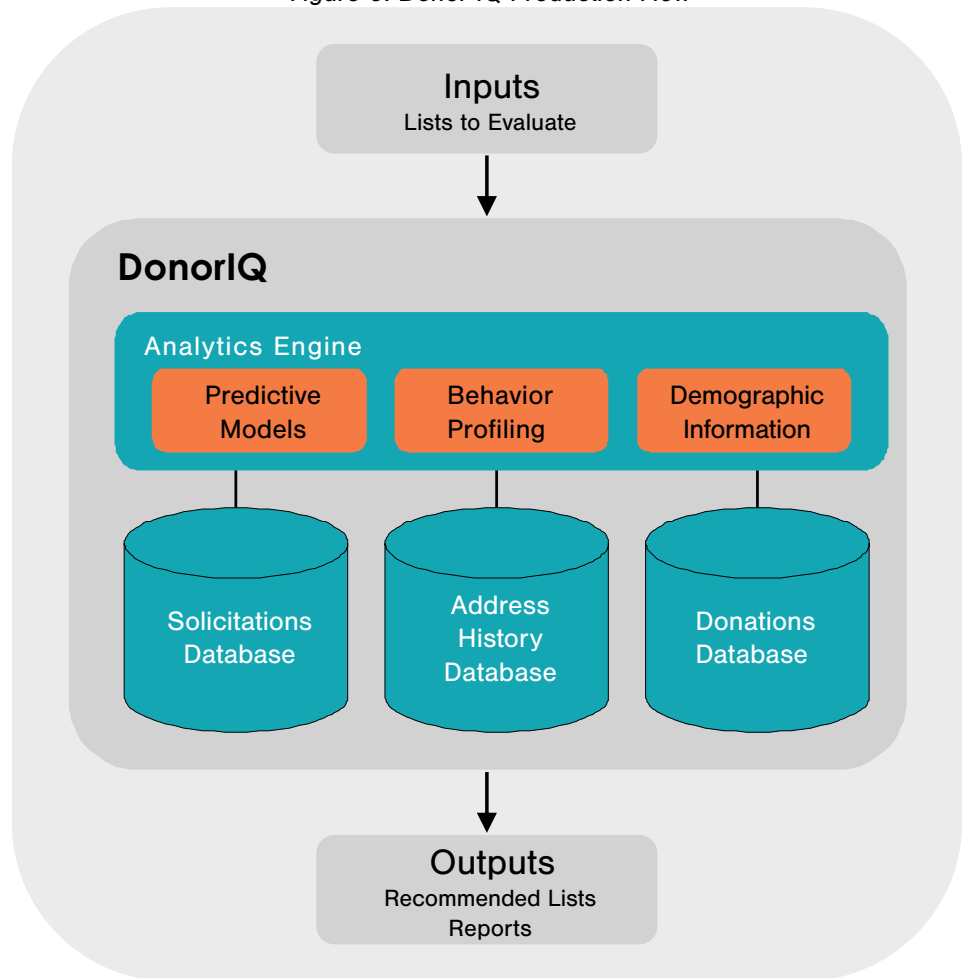 Inputs
Lists to Evaluate
DonorIQ
Analytics Engine
Predictive
Models
Behavior
Profiling
Demographic
Information
Solicitations
Database
Address
History
Database
Donations
Database
Outputs
Recommended Lists
Reports